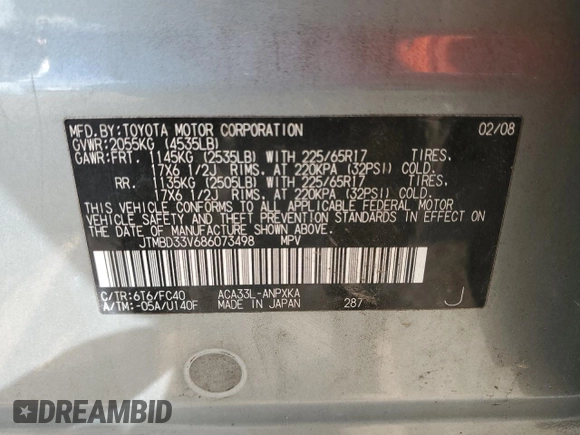 MFD.BY:TOYOTA MOTOR CORPORATION 02/08
GVWR:2055KG (4535LB)
GAWR:FRT. 1145KG (2535LB) WITH 225/65R17 TIRES.
17X6 1/2J RIMS. AT 220KPA (32PSI) COLD.
RR. 1135KG (2505LB) WITH 225/65R17 TIRES.
17X6 1/2J RIMS. AT 220KPA (32PSI) COLD.
THIS VEHICLE CONFORMS TO ALL APPLICABLE FEDERAL MOTOR
VEHICLE SAFETY AND THEFT PREVENTION STANDARDS IN EFFECT ON
THE DATE OF MANUFACTURE SHOWN ABOVE.
JTMBD33V686073498 MPV
C/TR:6T6/FC40 ACA33L-ANPXKA
A/TM:-05A/U140F MADE IN JAPAN 287 J
DREAMBID